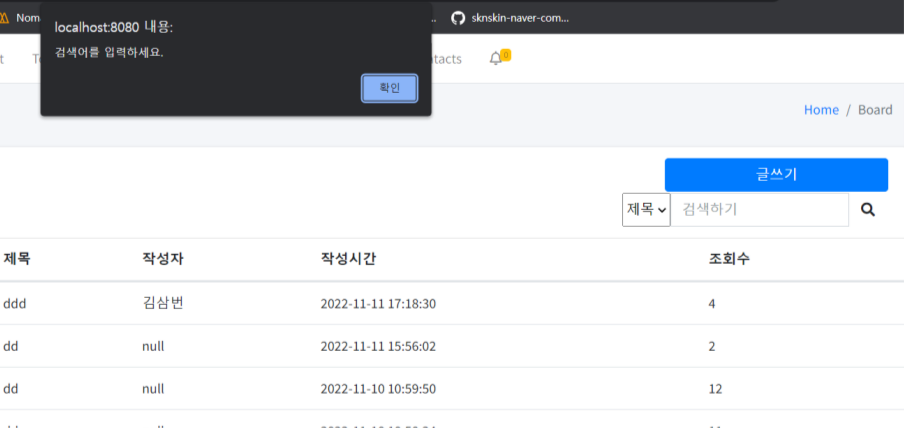 Nom
sknskin-naver-com...
localhost:8080 내용:
검색어를 입력하세요.
확인
tacts
0
Home / Board
글쓰기
제목 검색하기
제목 작성자 작성시간 조회수
ddd 김삼번 2022-11-11 17:18:30 4
dd null 2022-11-11 15:56:02 2
dd null 2022-11-10 10:59:50 12